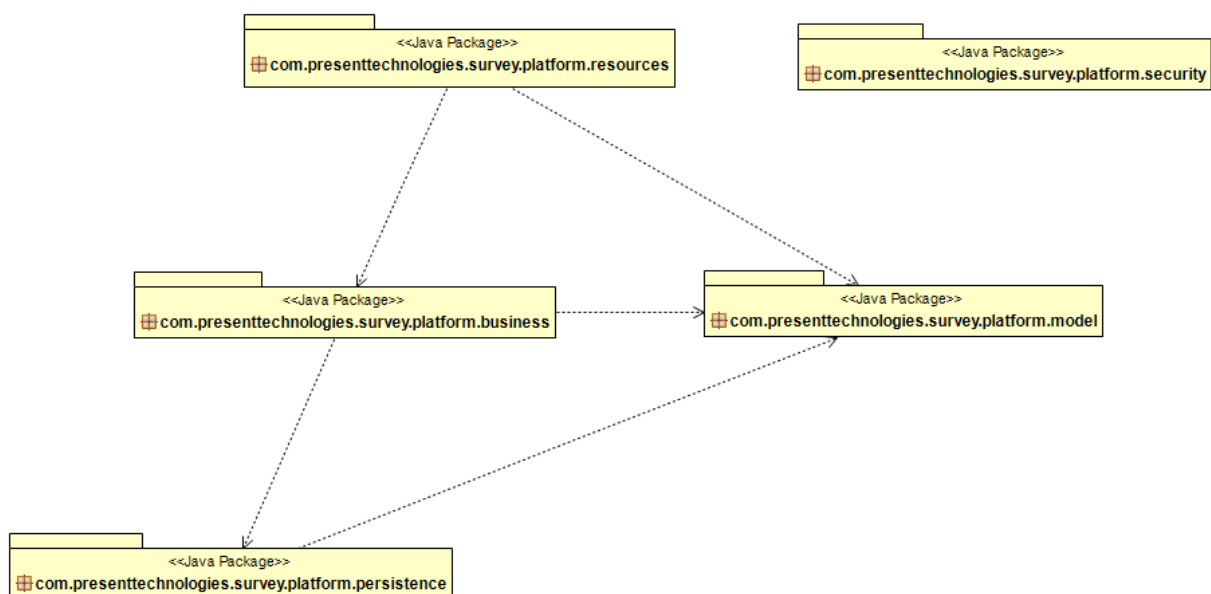 <<Java Package>>
com.presenttechnologies.survey.platform.resources
<<Java Package>>
com.presenttechnologies.survey.platform.security
<<Java Package>>
com.presenttechnologies.survey.platform.business
<<Java Package>>
com.presenttechnologies.survey.platform.model
<<Java Package>>
com.presenttechnologies.survey.platform.persistence